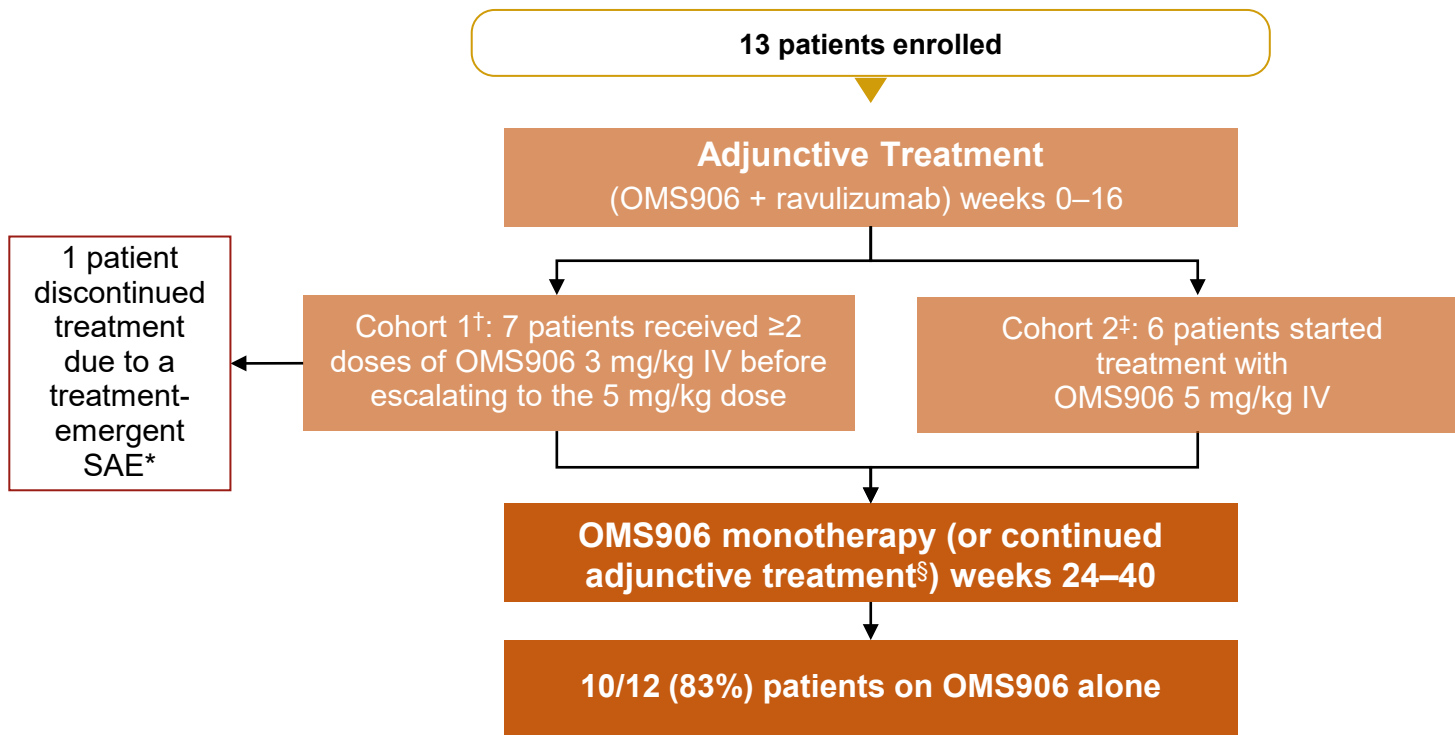 13 patients enrolled
Adjunctive Treatment
(OMS906 + ravulizumab) weeks 0–16
1 patient
discontinued
treatment
due to a
treatment-
emergent
SAE*
Cohort 1†: 7 patients received ≥2
doses of OMS906 3 mg/kg IV before
escalating to the 5 mg/kg dose
Cohort 2‡: 6 patients started
treatment with
OMS906 5 mg/kg IV
OMS906 monotherapy (or continued
adjunctive treatment§) weeks 24–40
10/12 (83%) patients on OMS906 alone